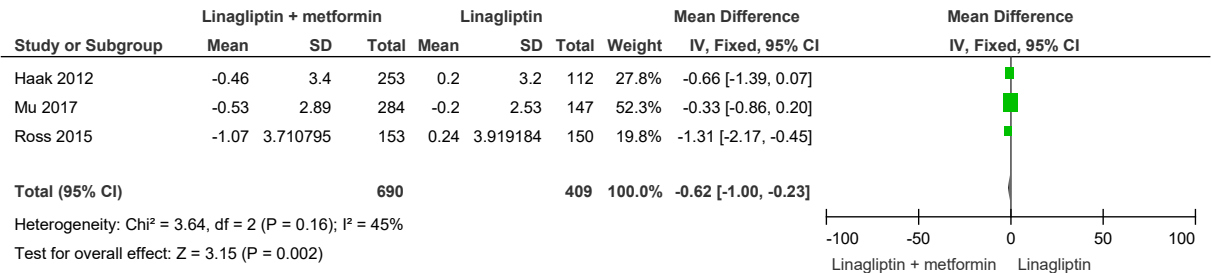 Linagliptin + metformin Linagliptin Mean Difference Mean Difference
Study or Subgroup Mean SD Total Mean SD Total Weight IV, Fixed, 95% CI IV, Fixed, 95% CI
Haak 2012 -0.46 3.4 253 0.2 3.2 112 27.8% -0.66 [-1.39, 0.07]
Mu 2017 -0.53 2.89 284 -0.2 2.53 147 52.3% -0.33 [-0.86, 0.20]
Ross 2015 -1.07 3.710795 153 0.24 3.919184 150 19.8% -1.31 [-2.17, -0.45]
Total (95% CI) 690 409 100.0% -0.62 [-1.00, -0.23]
Heterogeneity: Chi² = 3.64, df = 2 (P = 0.16); I² = 45%
Test for overall effect: Z = 3.15 (P = 0.002)
-100 -50 0 50 100
Linagliptin + metformin Linagliptin